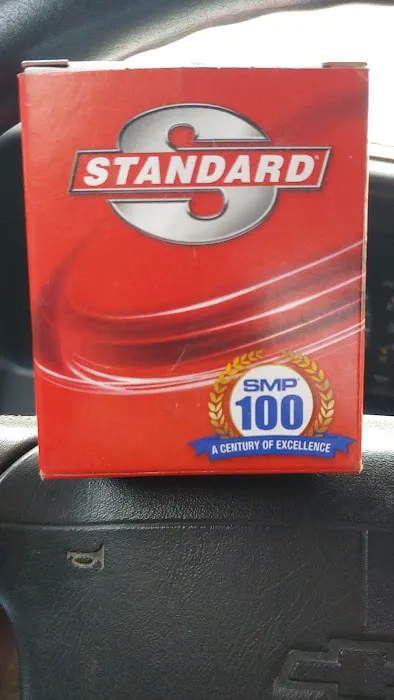 STANDARD®
SMP®
100
A CENTURY OF EXCELLENCE